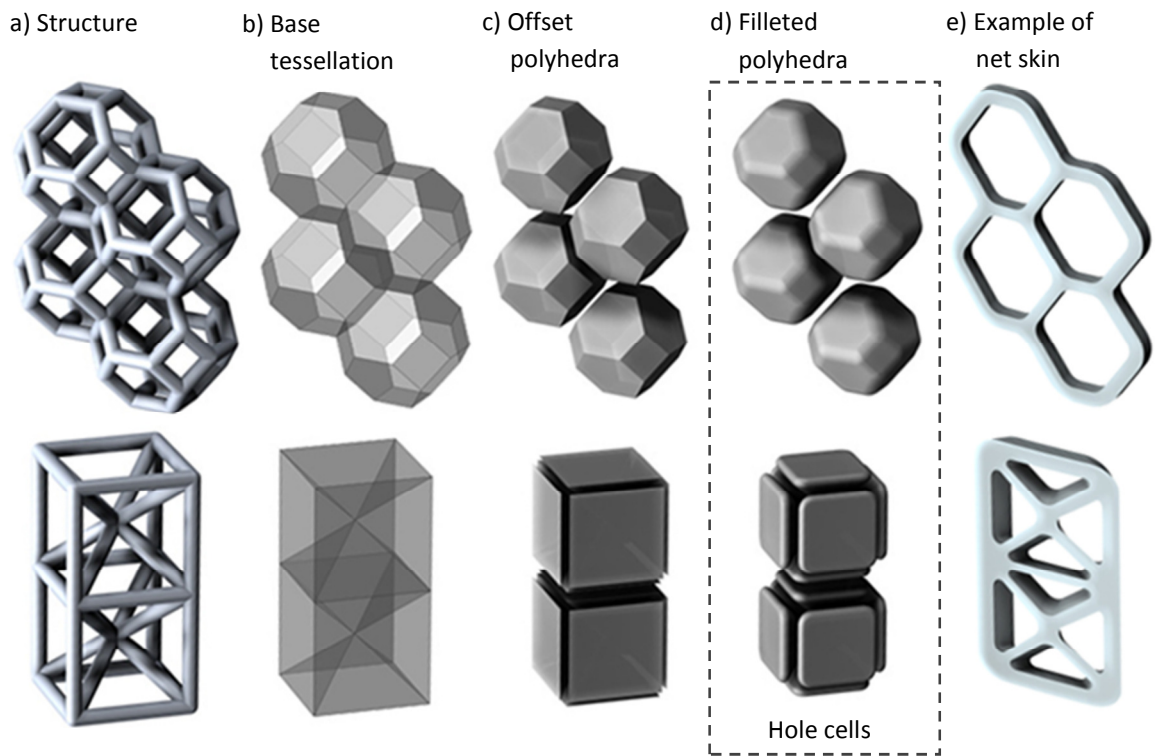 a) Structure
b) Base
tessellation
c) Offset
polyhedra
d) Filleted
polyhedra
e) Example of
net skin
Hole cells